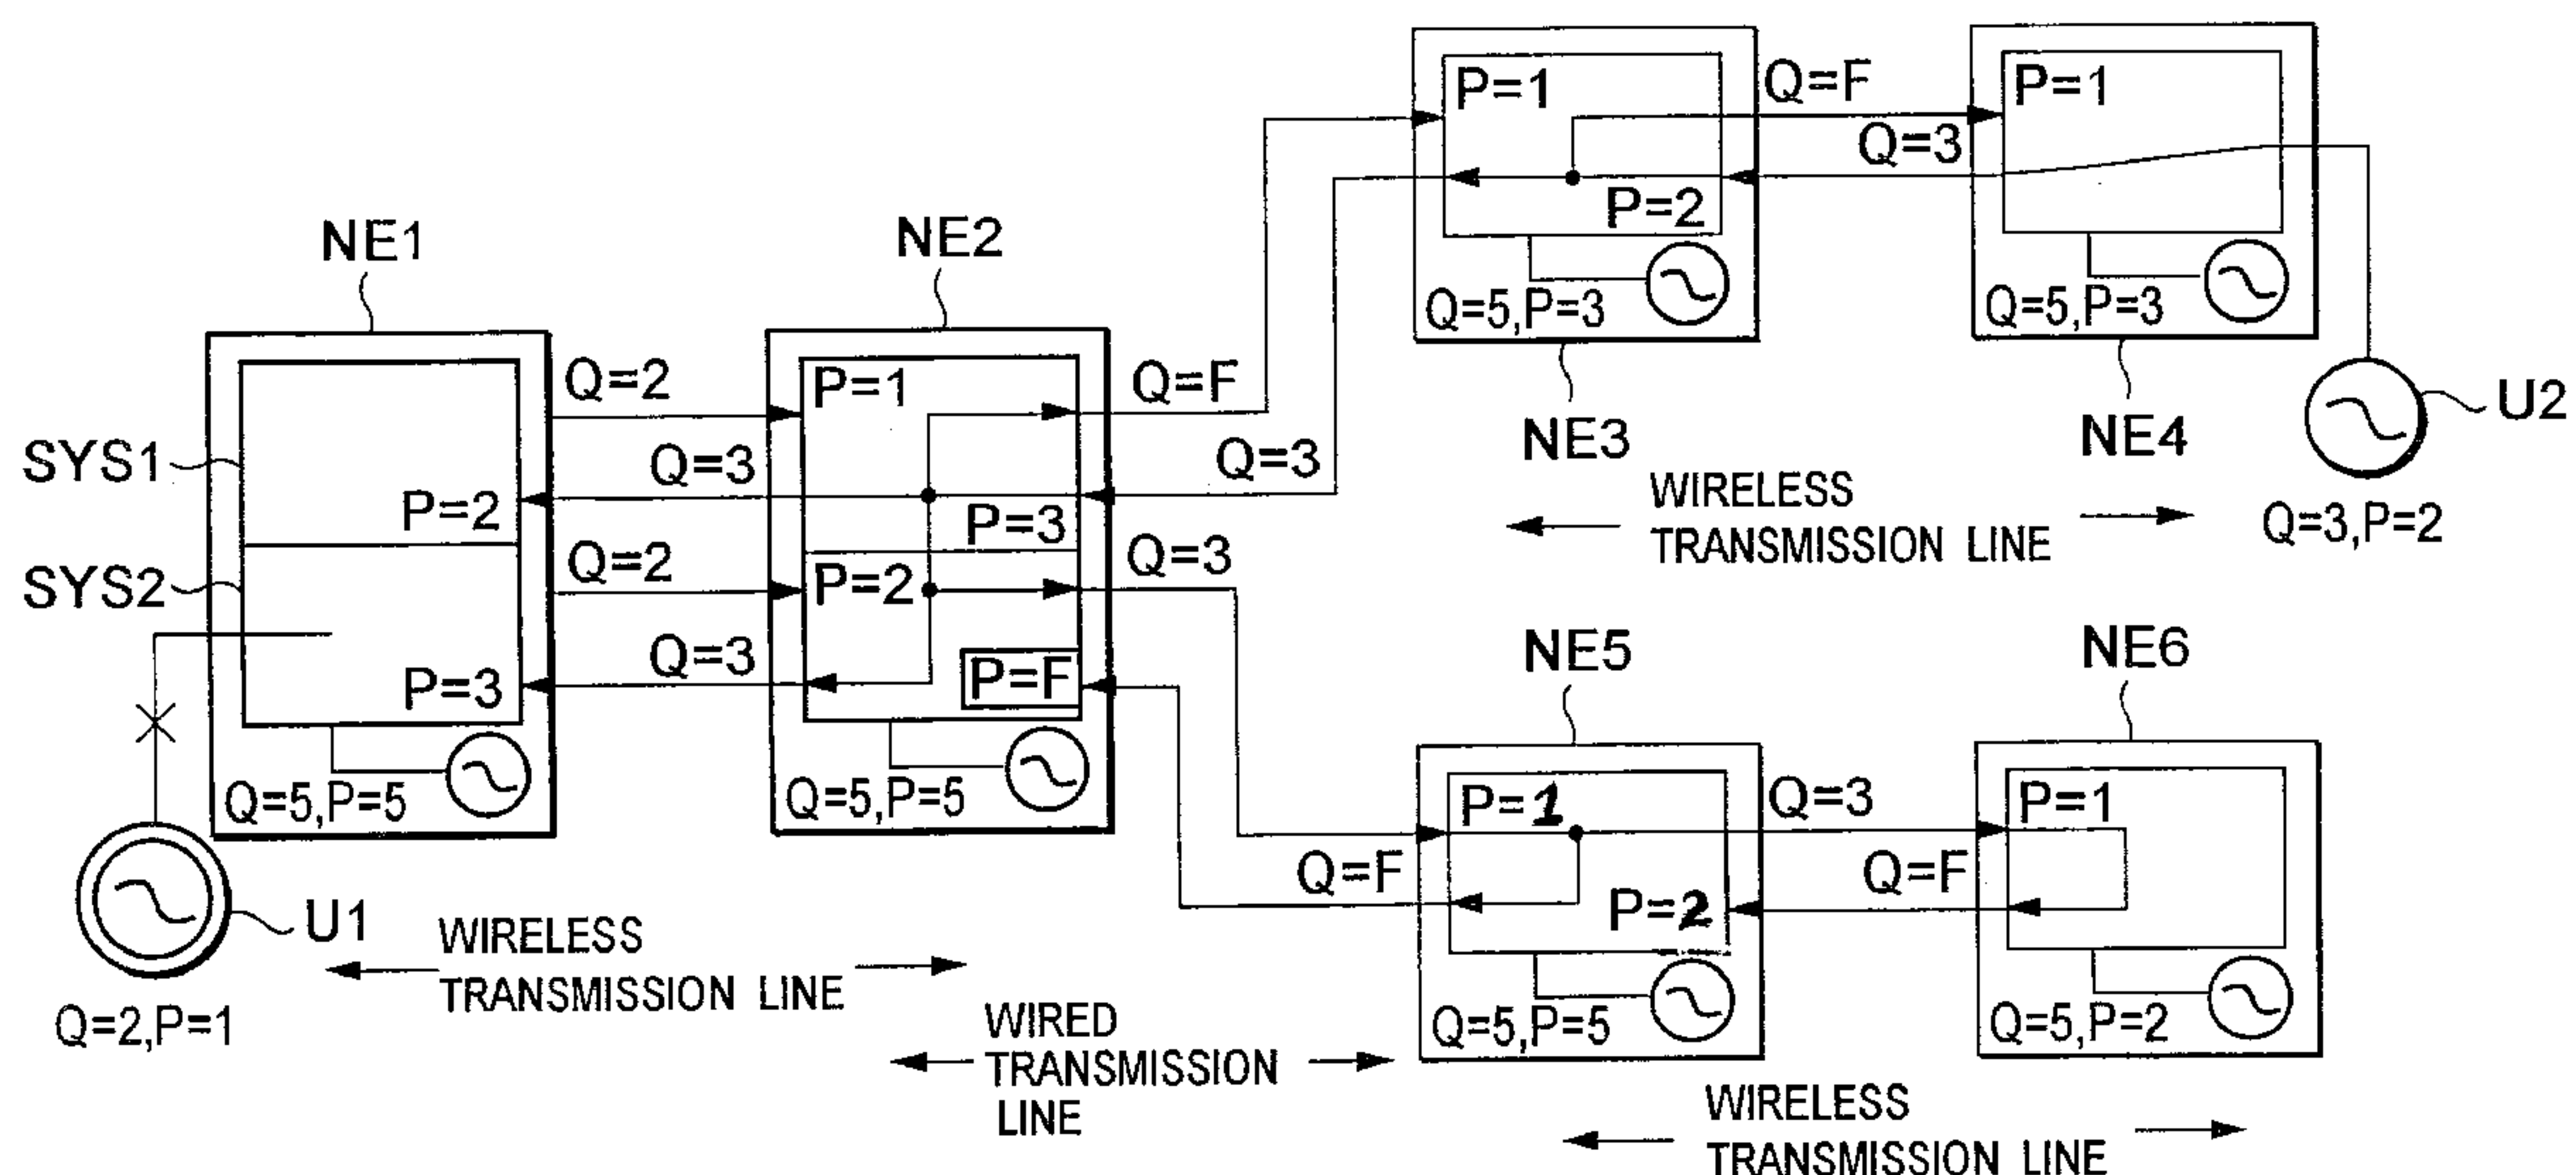 NE1
SYS1
P=2
SYS2
P=3
Q=5,P=5
U1
Q=2,P=1
Q=2
Q=3
Q=2
Q=3
WIRELESS
TRANSMISSION LINE
NE2
P=1
P=3
P=2
P=F
Q=5,P=5
Q=F
Q=3
Q=3
Q=F
WIRED
TRANSMISSION
LINE
P=1
P=2
Q=5,P=3
NE3
Q=F
Q=3
P=1
Q=5,P=3
NE4
U2
Q=3,P=2
WIRELESS
TRANSMISSION LINE
NE5
P=1
P=2
Q=5,P=5
Q=3
Q=F
NE6
P=1
Q=5,P=2
WIRELESS
TRANSMISSION LINE